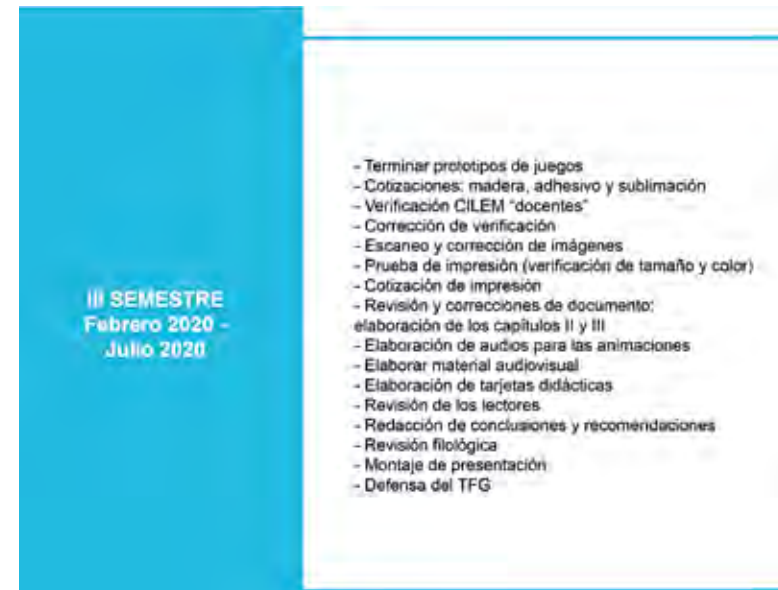 III SEMESTRE
Febrero 2020 -
Julio 2020
- Terminar prototipos de juegos
- Cotizaciones: madera, adhesivo y sublimación
- Verificación CILEM “docentes”
- Corrección de verificación
- Escaneo y corrección de imágenes
- Prueba de impresión (verificación de tamaño y color)
- Cotización de impresión
- Revisión y correcciones de documento:
elaboración de los capítulos II y III
- Elaboración de audios para las animaciones
- Elaborar material audiovisual
- Elaboración de tarjetas didácticas
- Revisión de los lectores
- Redacción de conclusiones y recomendaciones
- Revisión filológica
- Montaje de presentación
- Defensa del TFG